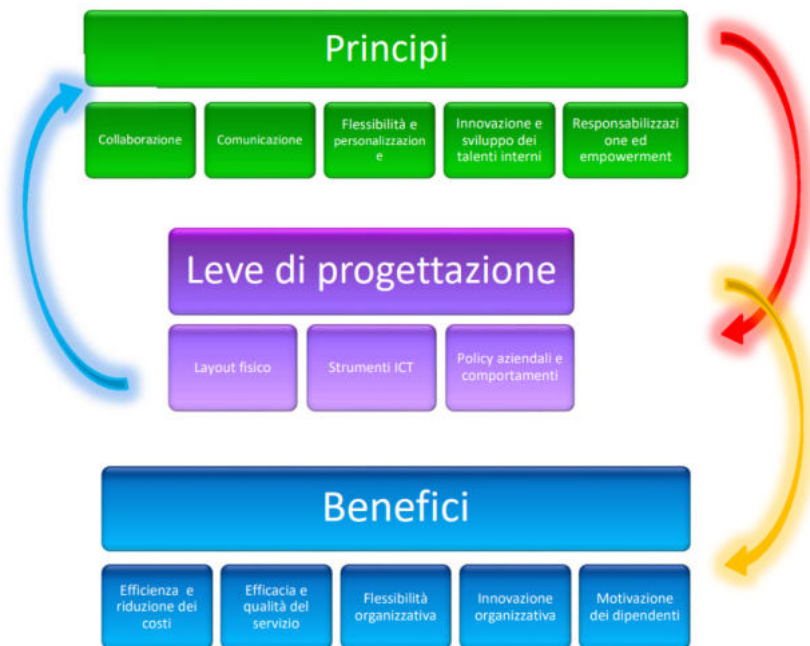 Principi
Collaborazione
Comunicazione
Flessibilità e
personalizzazion
e
Innovazione e
sviluppo dei
talenti interni
Responsabilizzazi
one ed
empowerment
Leve di progettazione
Layout fisico
Strumenti ICT
Policy aziendali e
comportamenti
Benefici
Efficienza e
riduzione dei
costi
Efficacia e
qualità del
servizio
Flessibilità
organizzativa
Innovazione
organizzativa
Motivazione
dei dipendenti